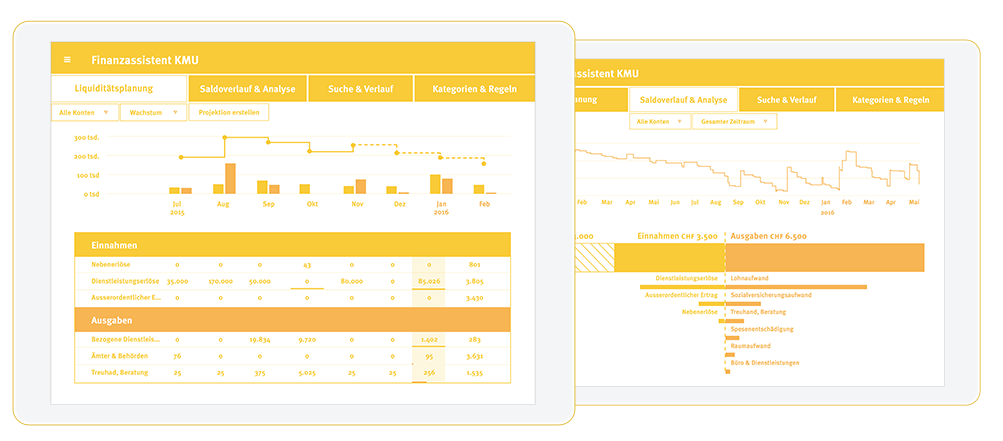 Finanzassistent KMU
Liquiditätsplanung Saldoverlauf & Analyse Suche & Verlauf Kategorien & Regeln
Alle Konten Wachstum Projektion erstellen
300 tsd.
200 tsd.
100 tsd
0 tsd
Jul Aug Sep Okt Nov Dez Jan Feb
2015 2016
Einnahmen
Nebenerlöse 0 0 0 43 0 0 0 801
Dienstleistungserlöse 35.000 170.000 50.000 0 80.000 0 85.026 3.805
Ausserordentlicher E... 0 0 0 0 0 0 0 3.430
Ausgaben
Bezogene Dienstleis... 0 0 19.834 9.720 0 0 1.402 283
Ämter & Behörden 76 0 0 0 0 0 95 3.631
Treuhad, Beratung 25 25 375 5.025 25 25 256 1.535
ssistent KMU
nung Saldoverlauf & Analyse Suche & Verlauf Kategorien & Regeln
Alle Konten Gesamter Zeitraum
Feb Mar Apr Mai Jun Jul Aug Sep Okt Nov Dez Jan Feb Mar Apr Mai
2016
.000 Einnahmen CHF 3.500 Ausgaben CHF 6.500
Dienstleistungserlöse Lohnaufwand
Ausserordentlicher Ertrag Sozialversicherungsaufwand
Nebenerlöse Treuhand, Beratung
Spesenentschädigung
Raumaufwand
Büro & Dienstleistungen